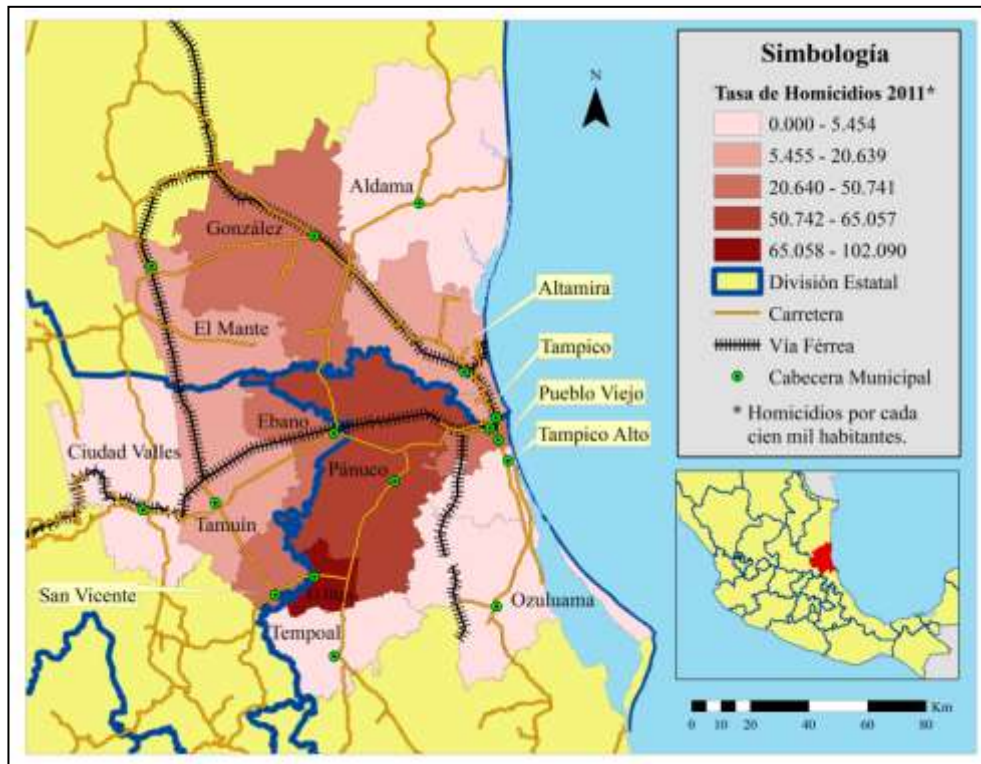 N
Aldama
González
El Mante
Altamira
Tampico
Pueblo Viejo
Tampico Alto
Ebano
Ciudad Valles
Pánuco
Tamuín
San Vicente
Tempoal
Ozuluama
Simbología
Tasa de Homicidios 2011*
0.000 - 5.454
5.455 - 20.639
20.640 - 50.741
50.742 - 65.057
65.058 - 102.090
División Estatal
Carretera
Vía Férrea
Cabecera Municipal
* Homicidios por cada
cien mil habitantes.
Km
0 10 20 40 60 80